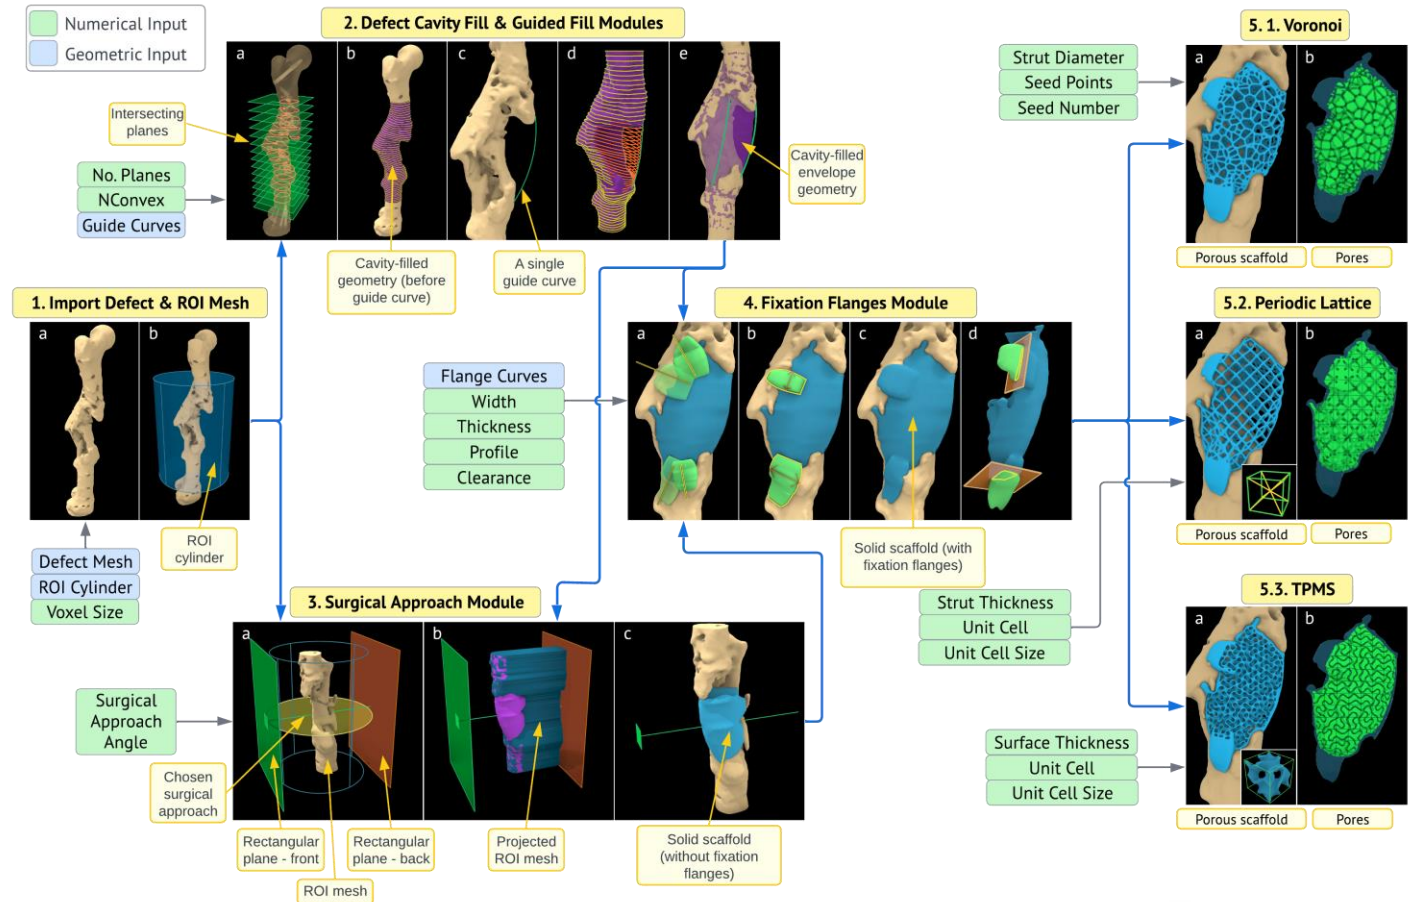 Numerical Input
Geometric Input
2. Defect Cavity Fill & Guided Fill Modules
a
b
c
d
e
Intersecting
planes
No. Planes
NConvex
Guide Curves
Cavity-filled
geometry (before
guide curve)
A single
guide curve
Cavity-filled
envelope
geometry
1. Import Defect & ROI Mesh
a
b
ROI
cylinder
Defect Mesh
ROI Cylinder
Voxel Size
3. Surgical Approach Module
a
b
c
Surgical
Approach
Angle
Chosen
surgical
approach
Rectangular
plane - front
ROI mesh
Rectangular
plane - back
Projected
ROI mesh
Solid scaffold
(without fixation
flanges)
4. Fixation Flanges Module
a
b
c
d
Flange Curves
Width
Thickness
Profile
Clearance
Solid scaffold (with
fixation flanges)
5. 1. Voronoi
a
b
Strut Diameter
Seed Points
Seed Number
Porous scaffold
Pores
5.2. Periodic Lattice
a
b
Porous scaffold
Pores
Strut Thickness
Unit Cell
Unit Cell Size
5.3. TPMS
a
b
Surface Thickness
Unit Cell
Unit Cell Size
Porous scaffold
Pores